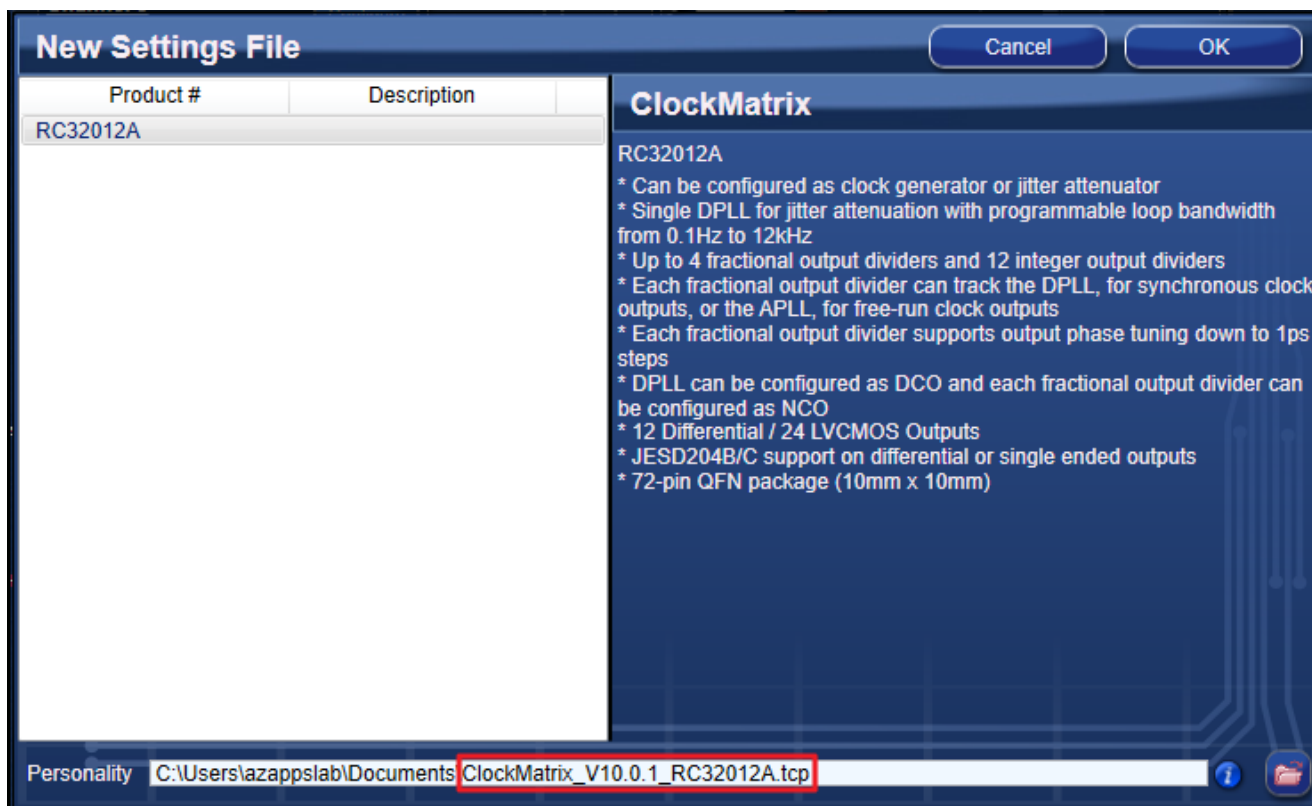 New Settings File
Cancel
OK
Product #
Description
RC32012A
ClockMatrix
RC32012A
* Can be configured as clock generator or jitter attenuator
* Single DPLL for jitter attenuation with programmable loop bandwidth
from 0.1Hz to 12kHz
* Up to 4 fractional output dividers and 12 integer output dividers
* Each fractional output divider can track the DPLL, for synchronous clock
outputs, or the APLL, for free-run clock outputs
* Each fractional output divider supports output phase tuning down to 1ps
steps
* DPLL can be configured as DCO and each fractional output divider can
be configured as NCO
* 12 Differential / 24 LVCMOS Outputs
* JESD204B/C support on differential or single ended outputs
* 72-pin QFN package (10mm x 10mm)
Personality
C:\Users\azappslab\Documents\ClockMatrix_V10.0.1_RC32012A.tcp
i